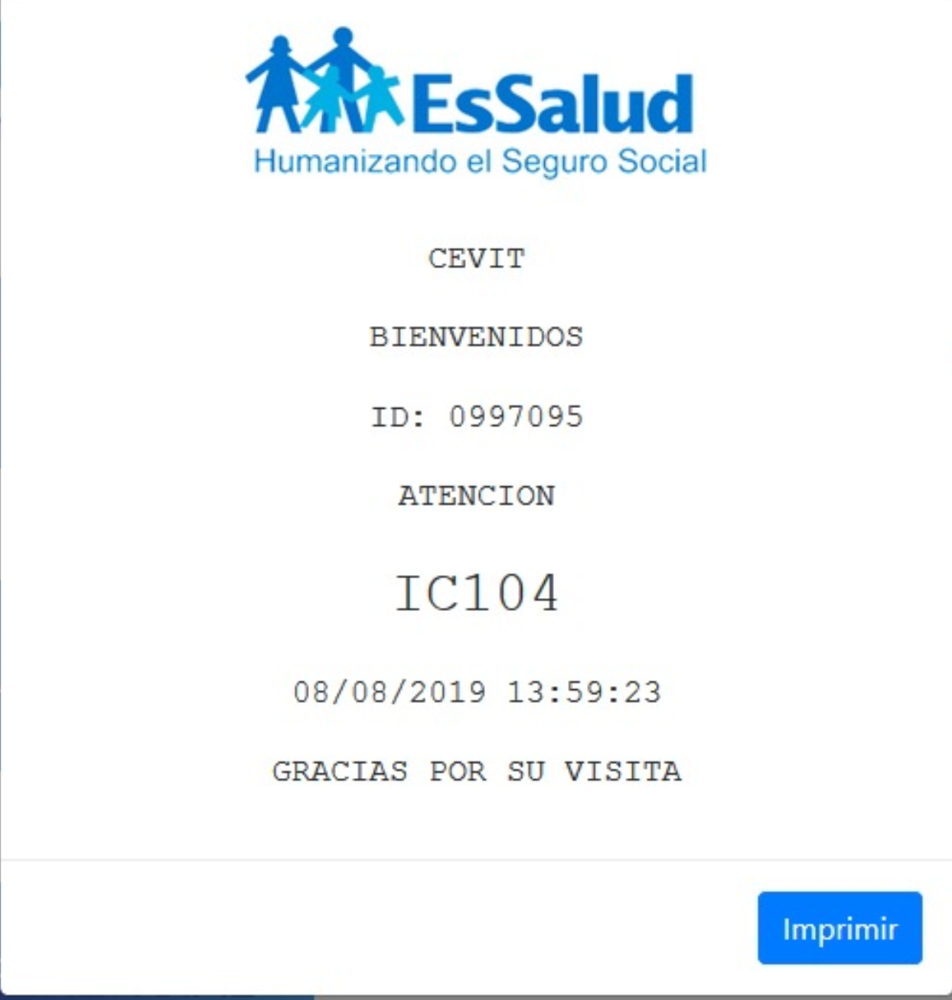 EsSalud
Humanizando el Seguro Social
CEVIT
BIENVENIDOS
ID: 0997095
ATENCION
IC104
08/08/2019 13:59:23
GRACIAS POR SU VISITA
Imprimir